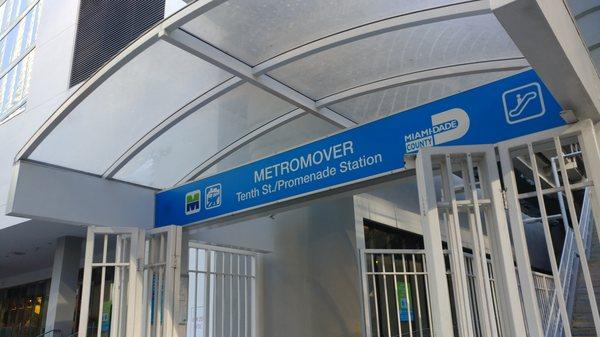 METROMOVER
Tenth St./Promenade Station
M
MIAMI-DADE
COUNTY